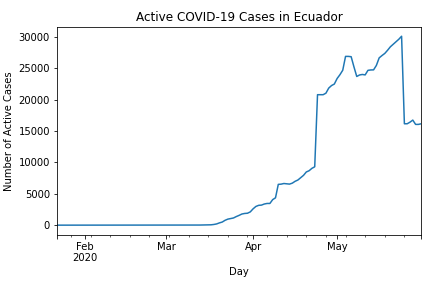 Active COVID-19 Cases in Ecuador
30000
25000
20000
15000
10000
5000
0
Number of Active Cases
Feb
2020
Mar
Apr
May
Day